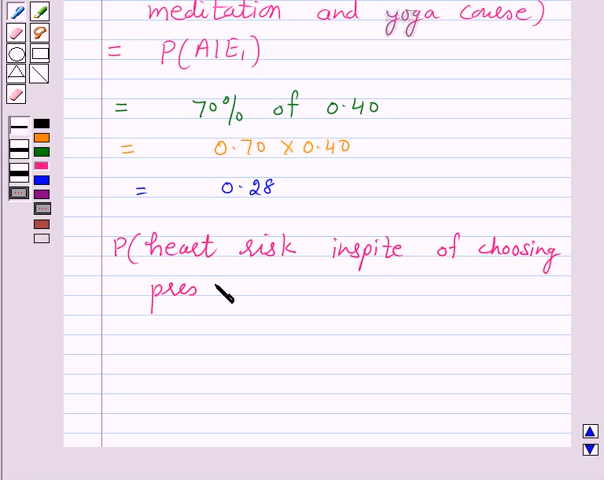 meditation and yoga course)
= P(A|E₁)
= 70% of 0.40
= 0.70 × 0.40
= 0.28
P(heart risk inspite of choosing
pres